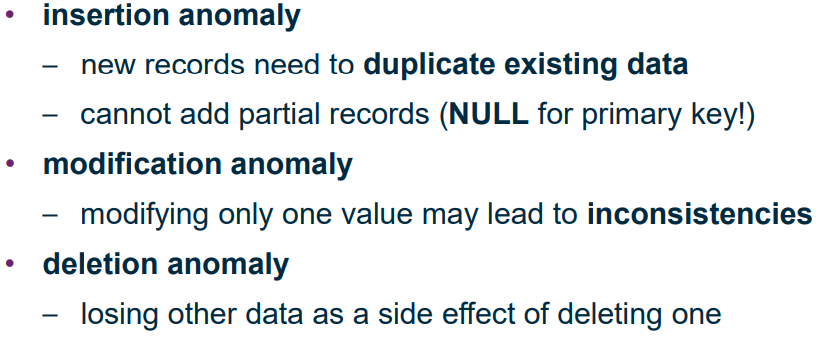 • insertion anomaly
– new records need to duplicate existing data
– cannot add partial records (NULL for primary key!)
• modification anomaly
– modifying only one value may lead to inconsistencies
• deletion anomaly
– losing other data as a side effect of deleting one